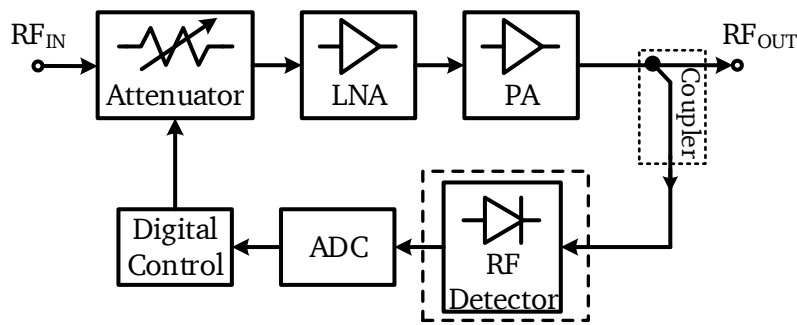 RF_IN
Attenuator
LNA
PA
RF_OUT
Coupler
Digital
Control
ADC
RF
Detector